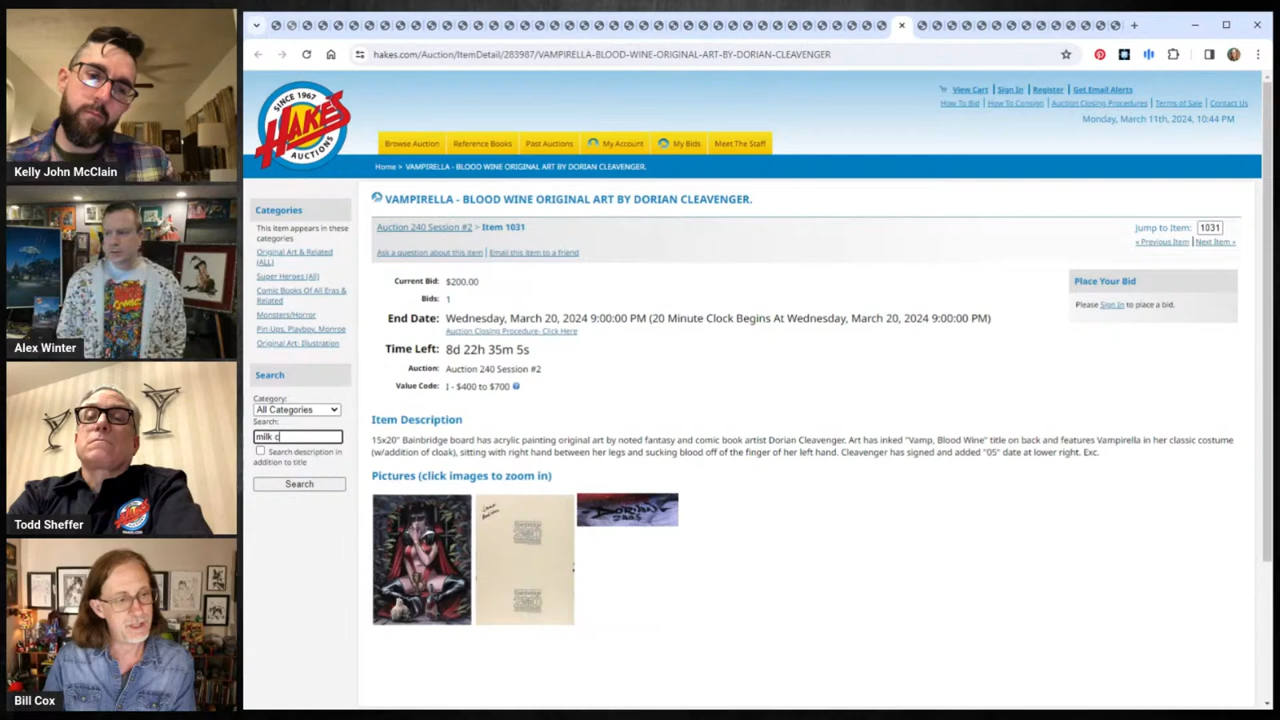 Kelly John McClain
Alex Winter
Todd Sheffer
Bill Cox
hakes.com/Auction/ItemDetail/283987/VAMPIRELLA-BLOOD-WINE-ORIGINAL-ART-BY-DORIAN-CLEAVENGER
SINCE 1967
HAKE'S
AUCTIONS
View Cart | Sign In | Register | Get Email Alerts
How To Bid | How To Consign | Auction Closing Procedures | Terms of Sale | Contact Us
Monday, March 11th, 2024, 10:44 PM
Browse Auction Reference Books Past Auctions My Account My Bids Meet The Staff
Home > VAMPIRELLA - BLOOD WINE ORIGINAL ART BY DORIAN CLEAVENGER.
Categories
This item appears in these
categories
Original Art & Related
(ALL)
Super Heroes (All)
Comic Books Of All Eras &
Related
Monsters/Horror
Pin-Ups, Playboy, Monroe
Original Art: Illustration
Search
Category:
All Categories
Search:
milk c
Search description in
addition to title
Search
VAMPIRELLA - BLOOD WINE ORIGINAL ART BY DORIAN CLEAVENGER.
Auction 240 Session #2 > Item 1031
Jump to Item: 1031
« Previous Item | Next Item »
Ask a question about this item | Email this item to a friend
Current Bid: $200.00
Bids: 1
End Date: Wednesday, March 20, 2024 9:00:00 PM (20 Minute Clock Begins At Wednesday, March 20, 2024 9:00:00 PM)
Auction Closing Procedure- Click Here
Time Left: 8d 22h 35m 5s
Auction: Auction 240 Session #2
Value Code: I - $400 to $700
Place Your Bid
Please Sign In to place a bid.
Item Description
15x20" Bainbridge board has acrylic painting original art by noted fantasy and comic book artist Dorian Cleavenger. Art has inked "Vamp, Blood Wine" title on back and features Vampirella in her classic costume
(w/addition of cloak), sitting with right hand between her legs and sucking blood off of the finger of her left hand. Cleavenger has signed and added "05" date at lower right. Exc.
Pictures (click images to zoom in)
DORIAN
2005